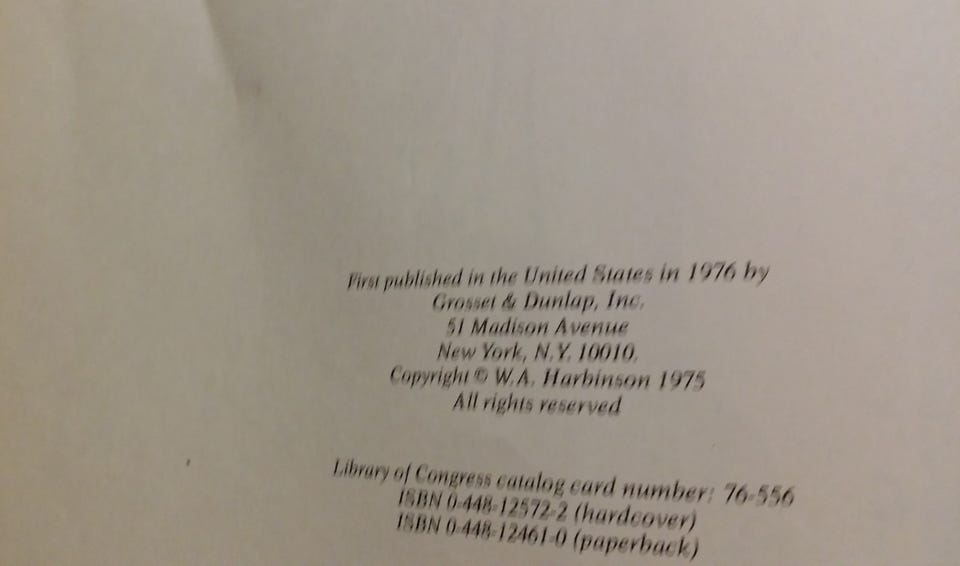 First published in the United States in 1976 by
Grosset & Dunlap, Inc.
51 Madison Avenue
New York, N.Y. 10010.
Copyright © W.A. Harbinson 1975
All rights reserved
Library of Congress catalog card number: 76-556
ISBN 0-448-12572-2 (hardcover)
ISBN 0-448-12461-0 (paperback)